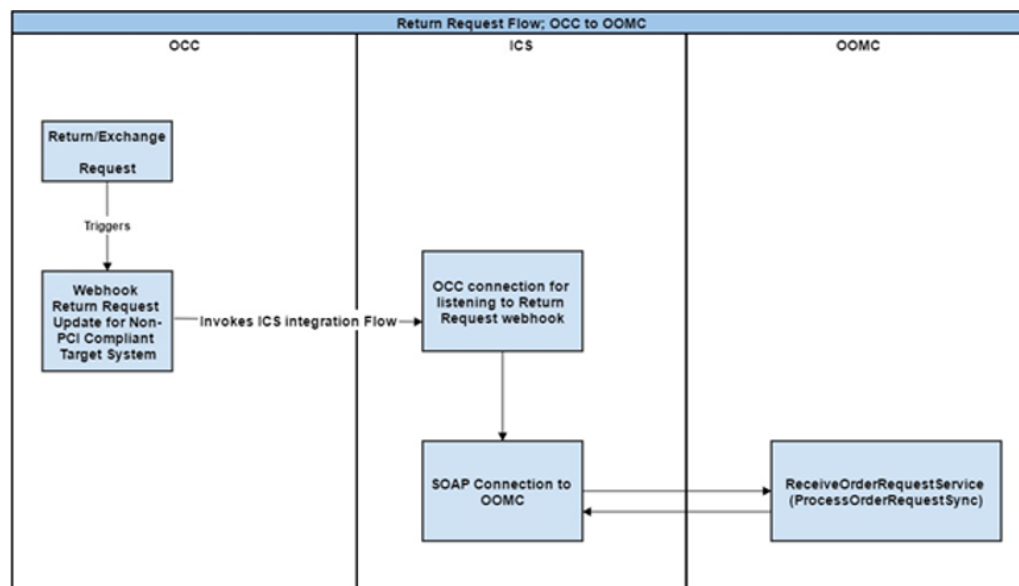 Return Request Flow; OCC to OOMC
OCC
ICS
OOMC
Return/Exchange
Request
Triggers
Webhook
Return Request
Update for Non-
PCI Compliant
Target System
Invokes ICS integration Flow
OCC connection for
listening to Return
Request webhook
SOAP Connection to
OOMC
ReceiveOrderRequestService
(ProcessOrderRequestSync)